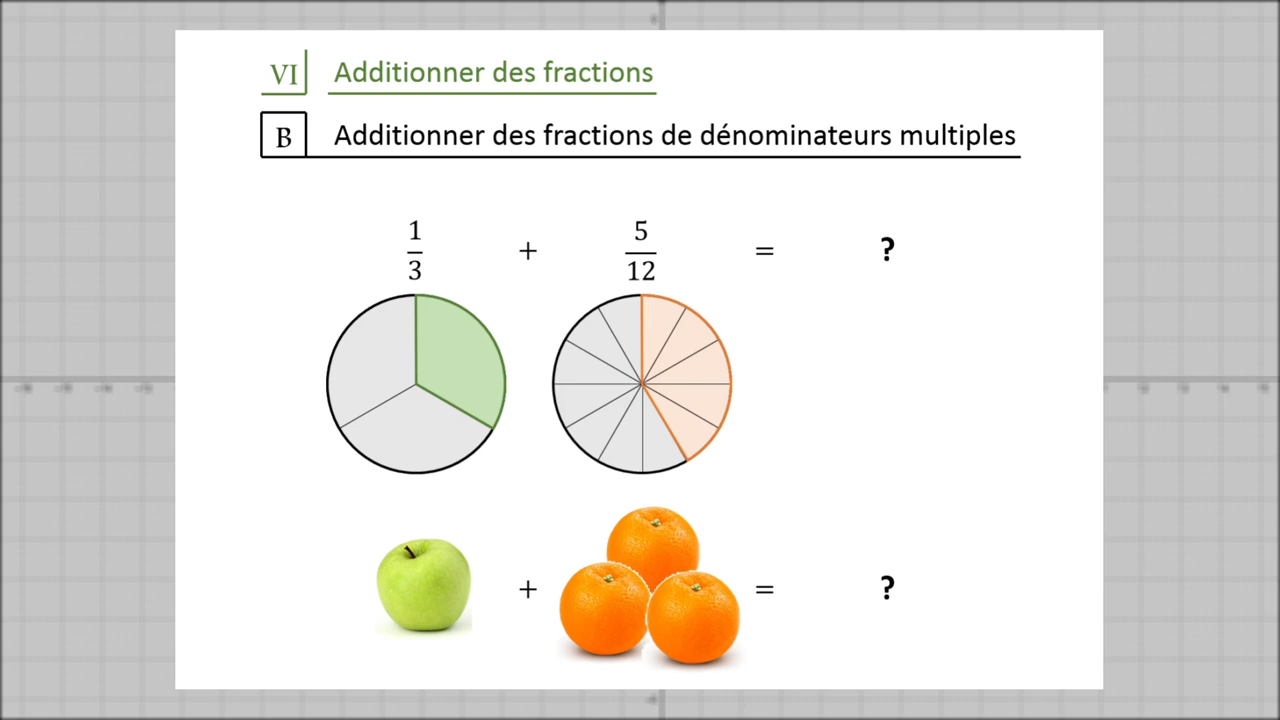 VI Additionner des fractions
B Additionner des fractions de dénominateurs multiples
1/3 + 5/12 = ?
+ = ?